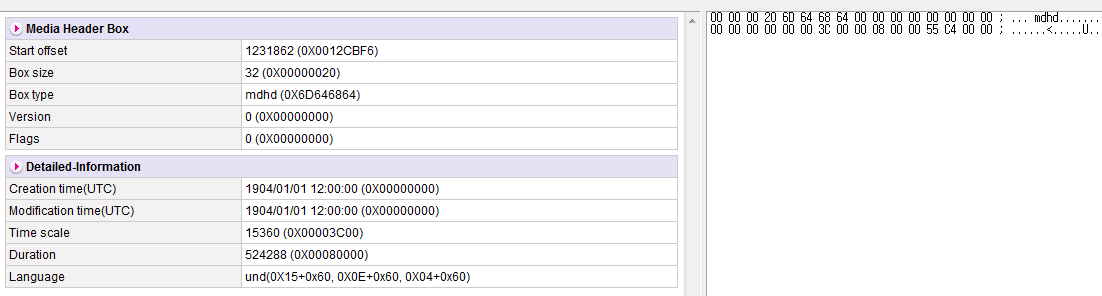 Media Header Box
Start offset 1231862 (0X0012CBF6)
Box size 32 (0X00000020)
Box type mdhd (0X6D646864)
Version 0 (0X00000000)
Flags 0 (0X00000000)
Detailed-Information
Creation time(UTC) 1904/01/01 12:00:00 (0X00000000)
Modification time(UTC) 1904/01/01 12:00:00 (0X00000000)
Time scale 15360 (0X00003C00)
Duration 524288 (0X00080000)
Language und(0X15+0x60, 0X0E+0x60, 0X04+0x60)
00 00 00 20 6D 64 68 64 00 00 00 00 00 00 00 00 ; ... mdhd........
00 00 00 00 00 00 3C 00 00 08 00 00 55 C4 00 00 ; ......<.....U...